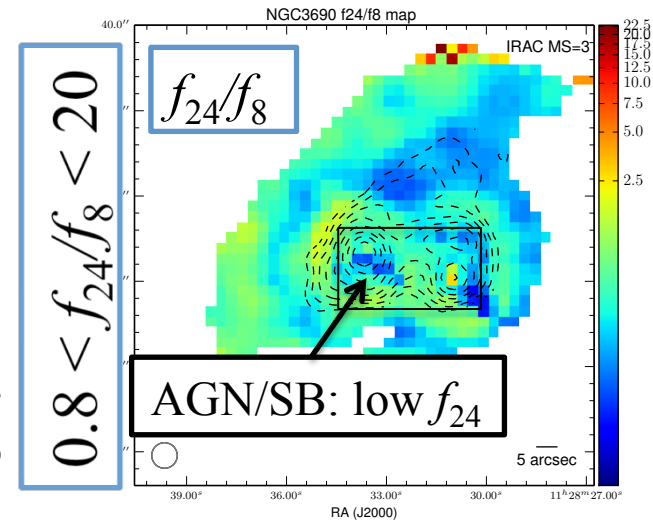 NGC3690 f24/f8 map
40.0″
0.8 < f24/f8 < 20
f24/f8
IRAC MS=3
22.5
20.0
17.5
15.0
12.5
10.0
7.5
5.0
2.5
AGN/SB: low f24
5 arcsec
39.00ˢ 36.00ˢ 33.00ˢ 30.00ˢ 11ʰ28ᵐ27.00ˢ
RA (J2000)